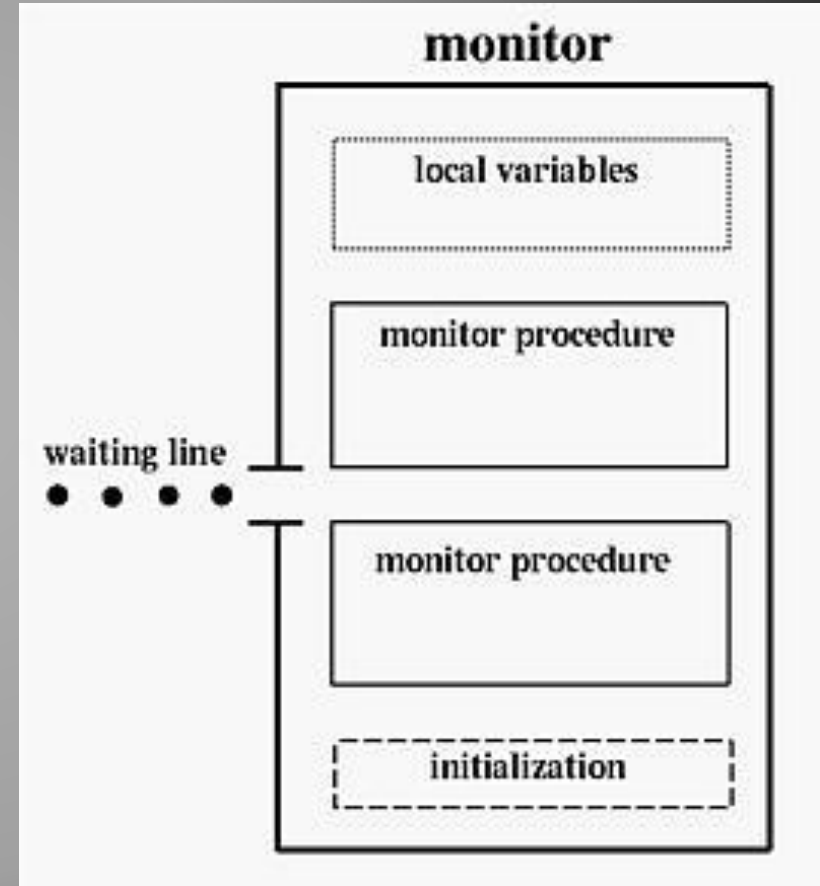 monitor
local variables
monitor procedure
waiting line
monitor procedure
initialization